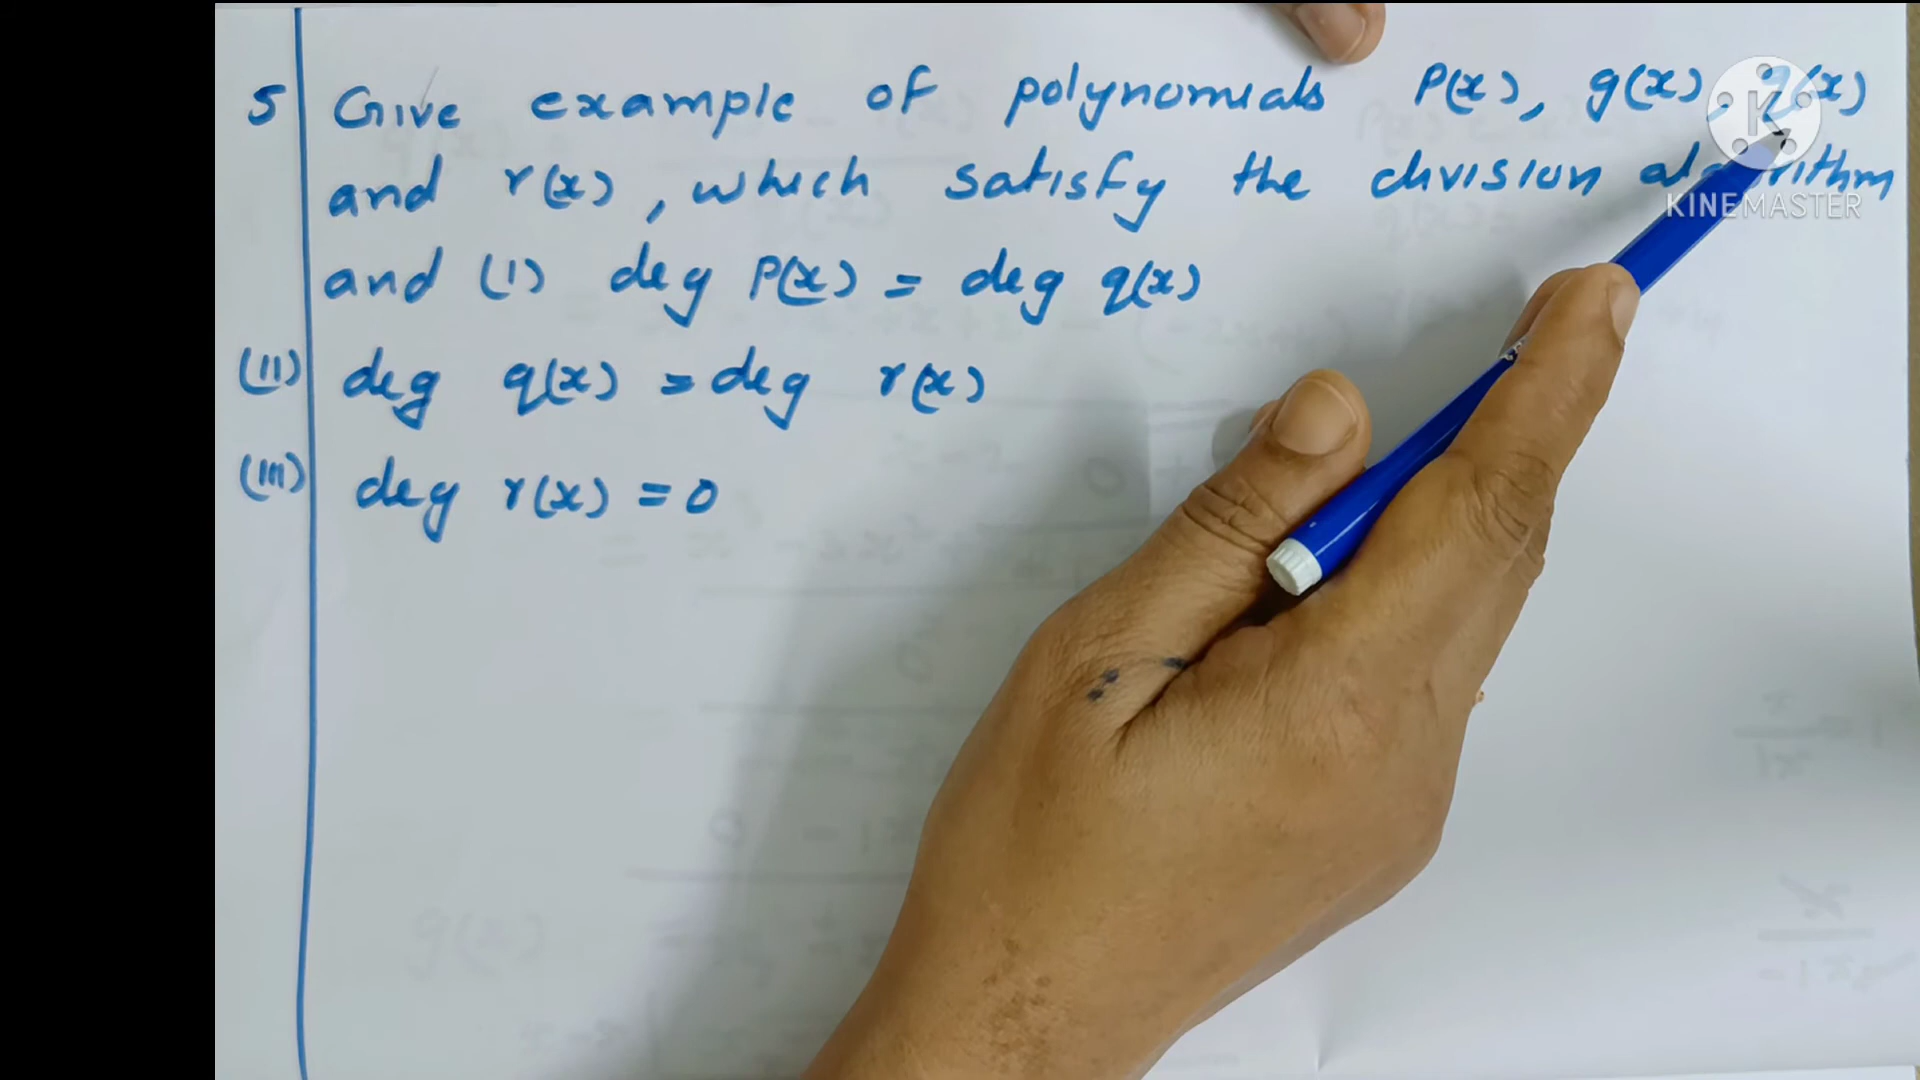 5 Give example of polynomials P(x), g(x), q(x)
and r(x), which satisfy the division algorithm
and (I) deg P(x) = deg q(x)
(II) deg q(x) = deg r(x)
(III) deg r(x) = 0
KINEMASTER